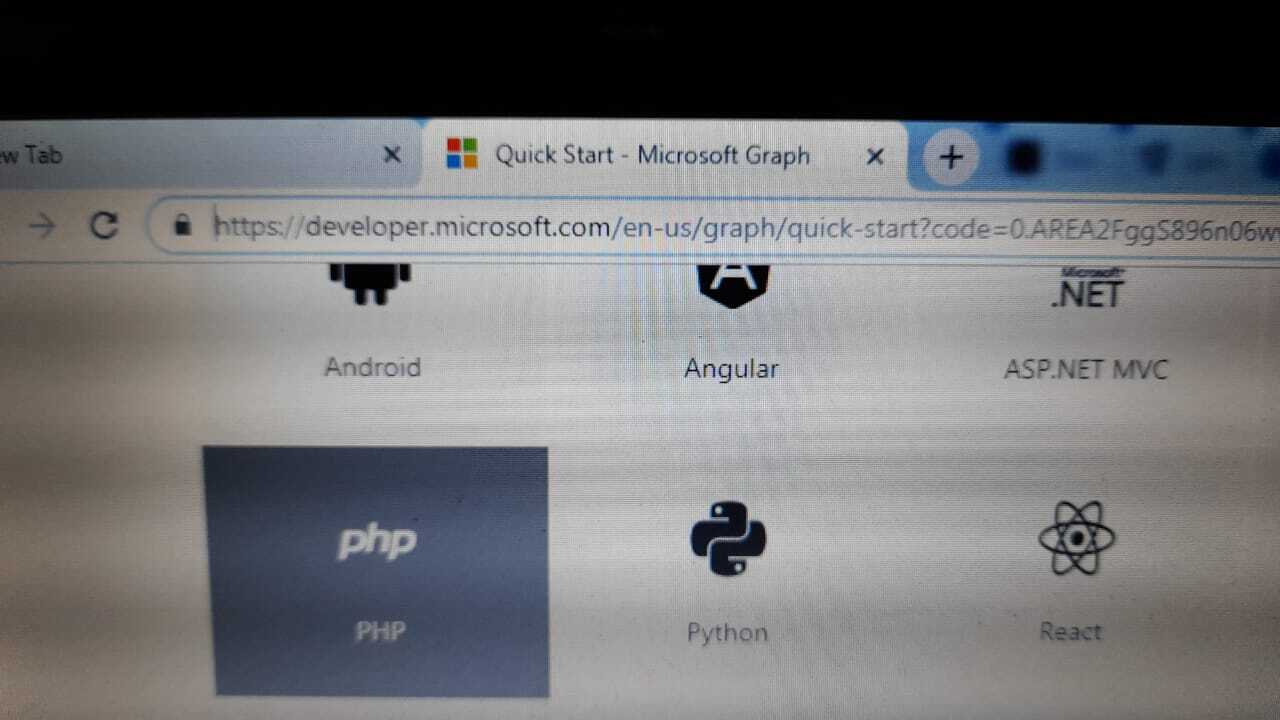 ew Tab
Quick Start - Microsoft Graph
https://developer.microsoft.com/en-us/graph/quick-start?code=0.AREA2FggS896n06w
Microsoft
.NET
Android
Angular
ASP.NET MVC
php
PHP
Python
React